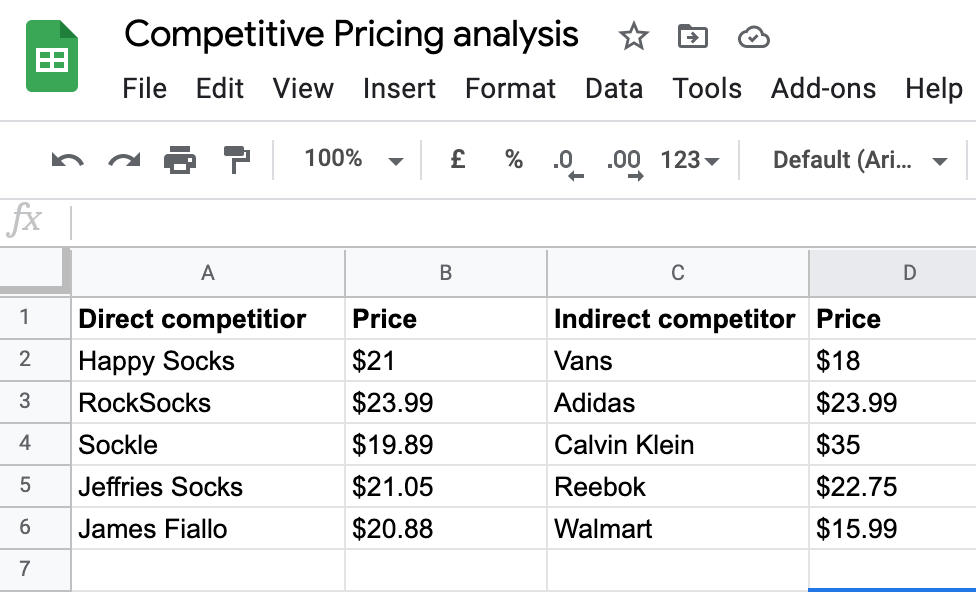 Competitive Pricing analysis
File Edit View Insert Format Data Tools Add-ons Help
100% £ % .0 .00 123 Default (Ari...
fx
A B C D
1 Direct competitior Price Indirect competitor Price
2 Happy Socks $21 Vans $18
3 RockSocks $23.99 Adidas $23.99
4 Sockle $19.89 Calvin Klein $35
5 Jeffries Socks $21.05 Reebok $22.75
6 James Fiallo $20.88 Walmart $15.99
7